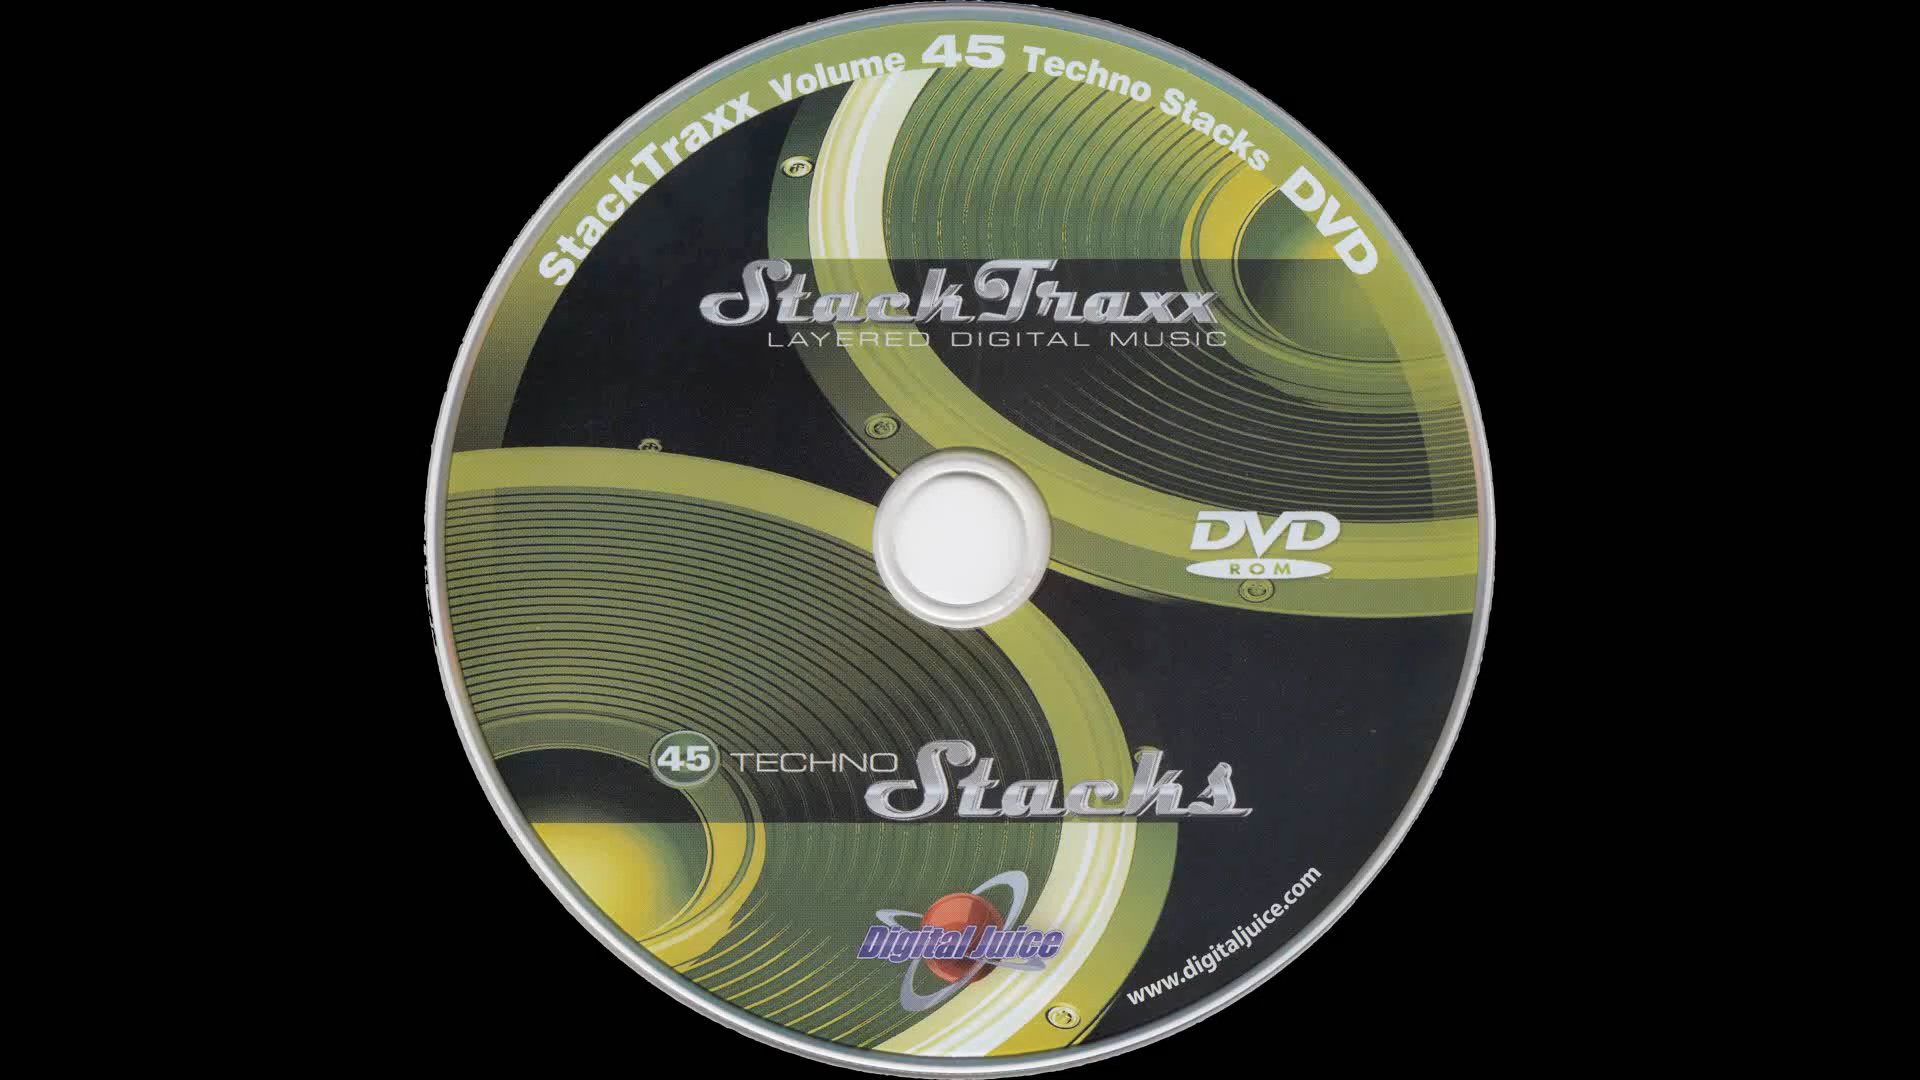 StackTraxx Volume 45 Techno Stacks DVD
StackTraxx
LAYERED DIGITAL MUSIC
DVD
ROM
45 TECHNO Stacks
Digital Juice
www.digitaljuice.com